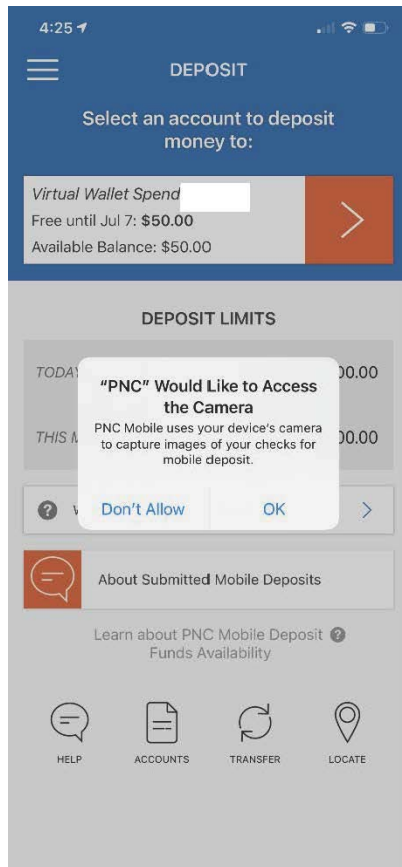 4:25
DEPOSIT
Select an account to deposit
money to:
Virtual Wallet Spend
Free until Jul 7: $50.00
Available Balance: $50.00
DEPOSIT LIMITS
TODAY
00.00
THIS M
00.00
“PNC” Would Like to Access
the Camera
PNC Mobile uses your device’s camera
to capture images of your checks for
mobile deposit.
Don’t Allow
OK
About Submitted Mobile Deposits
Learn about PNC Mobile Deposit
Funds Availability
HELP
ACCOUNTS
TRANSFER
LOCATE